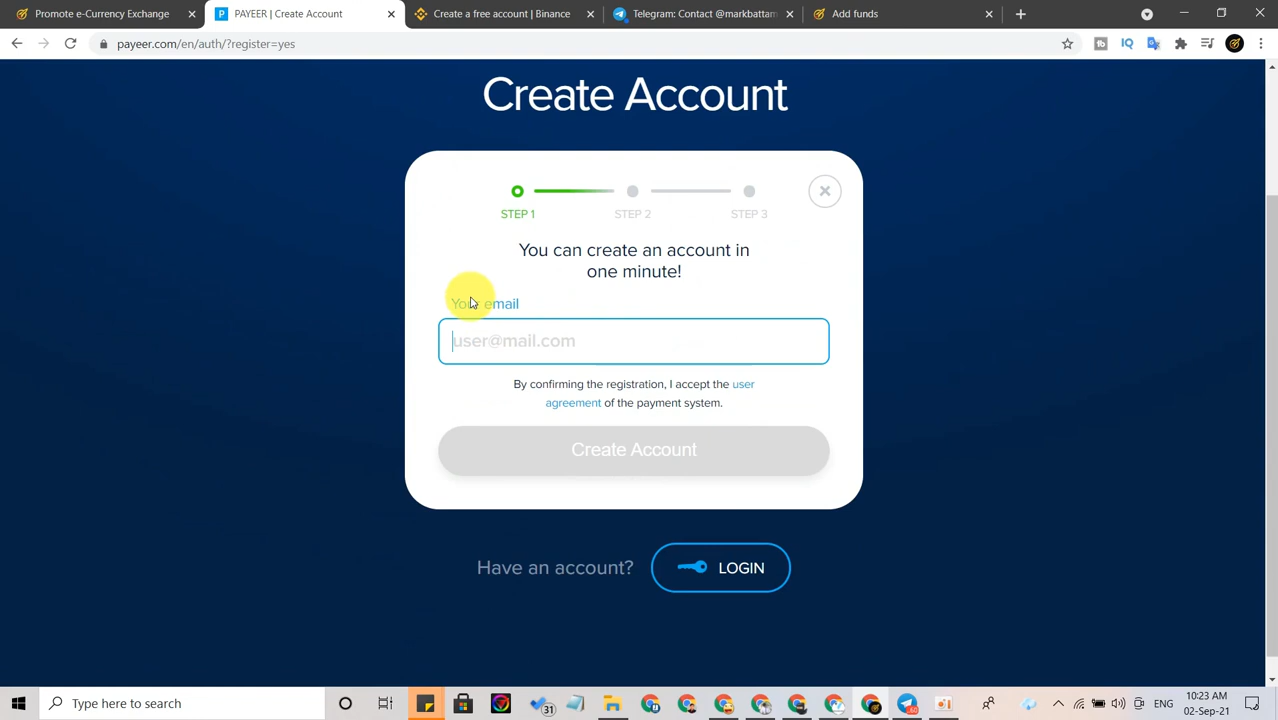 Promote e-Currency Exchange
PAYEER | Create Account
Create a free account | Binance
Telegram: Contact @markbattam
Add funds
payeer.com/en/auth/?register=yes
Create Account
STEP 1
STEP 2
STEP 3
You can create an account in
one minute!
Your email
user@mail.com
By confirming the registration, I accept the user
agreement of the payment system.
Create Account
Have an account?
LOGIN
Type here to search
31
60
ENG
10:23 AM
02-Sep-21